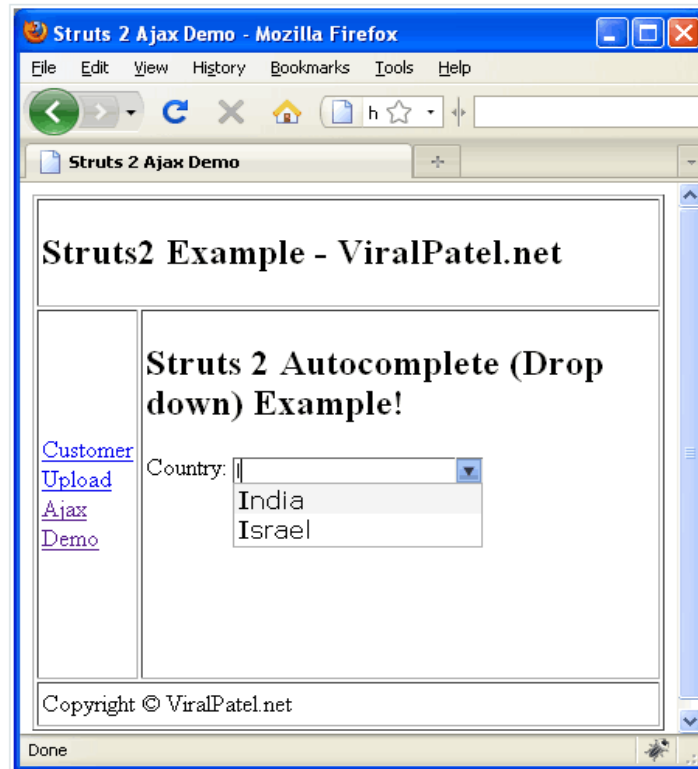 Struts 2 Ajax Demo - Mozilla Firefox
File Edit View History Bookmarks Tools Help
h
Struts 2 Ajax Demo
Struts2 Example - ViralPatel.net
Struts 2 Autocomplete (Drop
down) Example!
Customer
Upload
Ajax
Demo
Country: I
India
Israel
Copyright © ViralPatel.net
Done